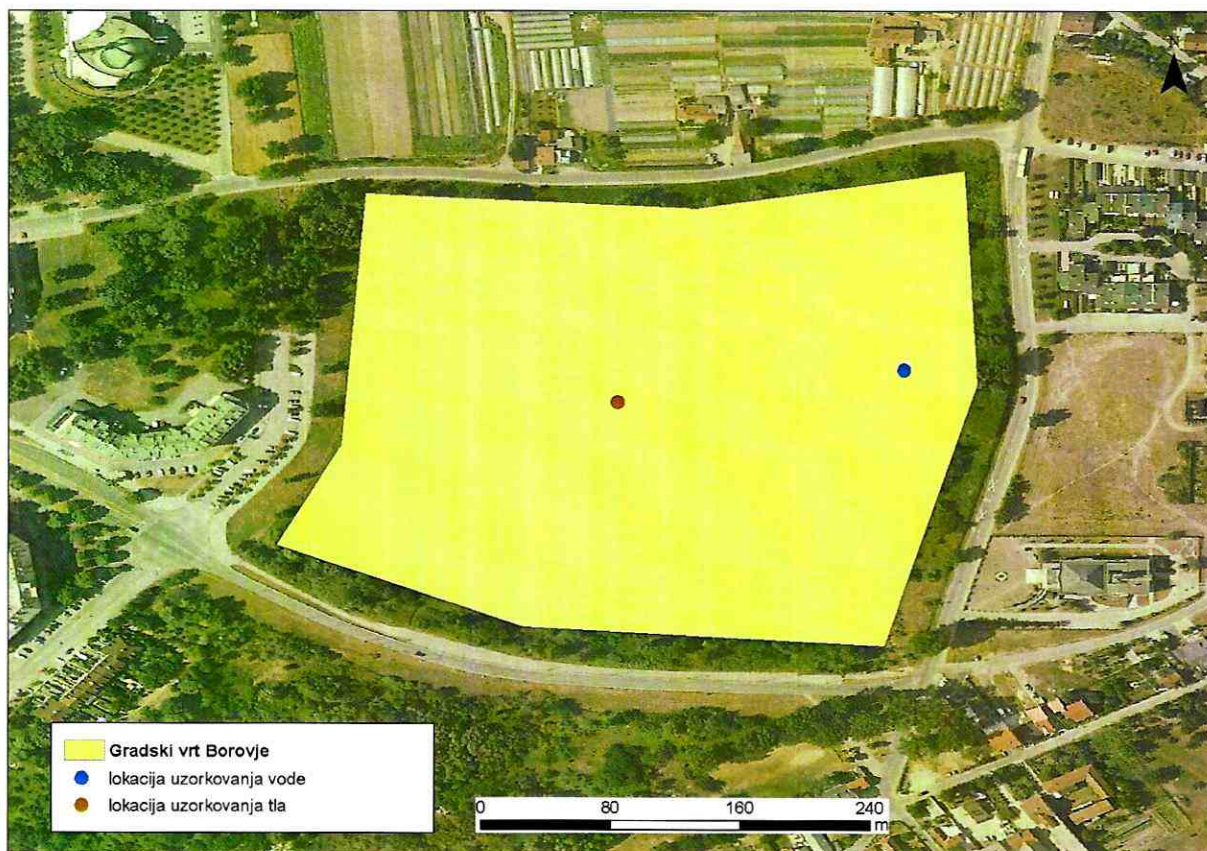 Gradski vrt Borovje
lokacija uzorkovanja vode
lokacija uzorkovanja tla
0 80 160 240
m